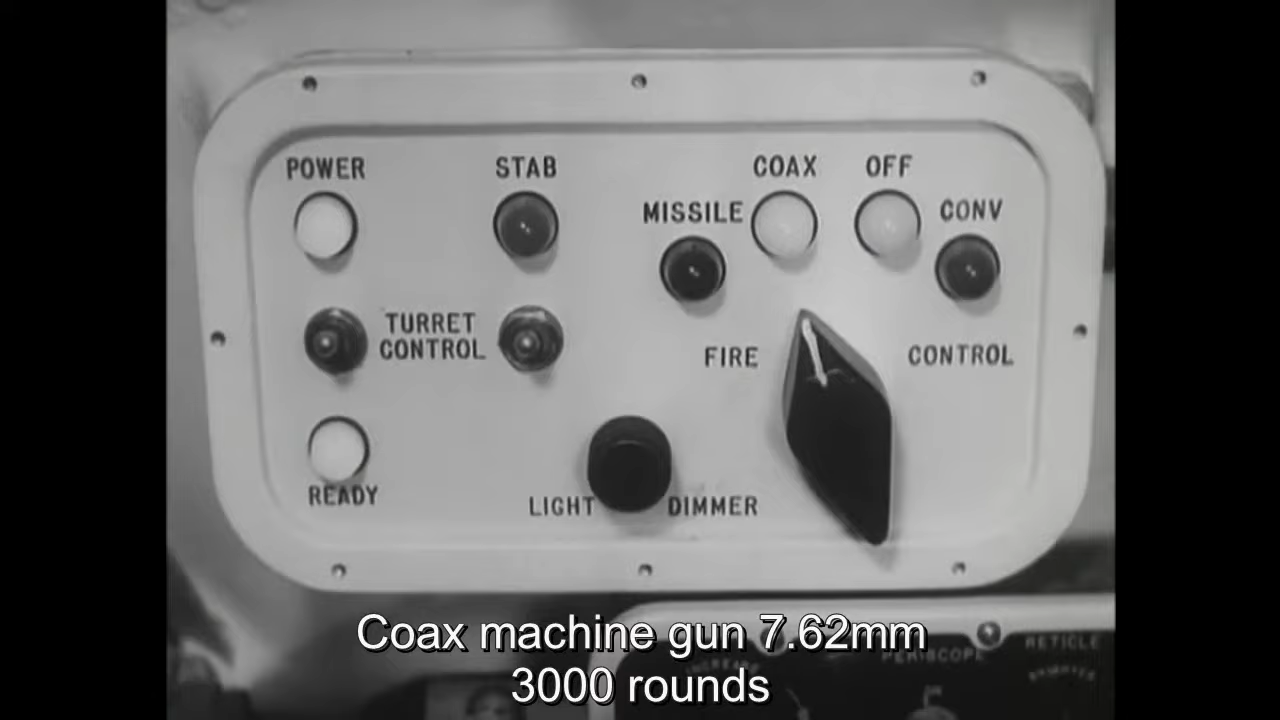 POWER
STAB
COAX
OFF
MISSILE
CONV
TURRET
CONTROL
FIRE
CONTROL
READY
LIGHT
DIMMER
Coax machine gun 7.62mm
3000 rounds
PERISCOPE
RETICLE